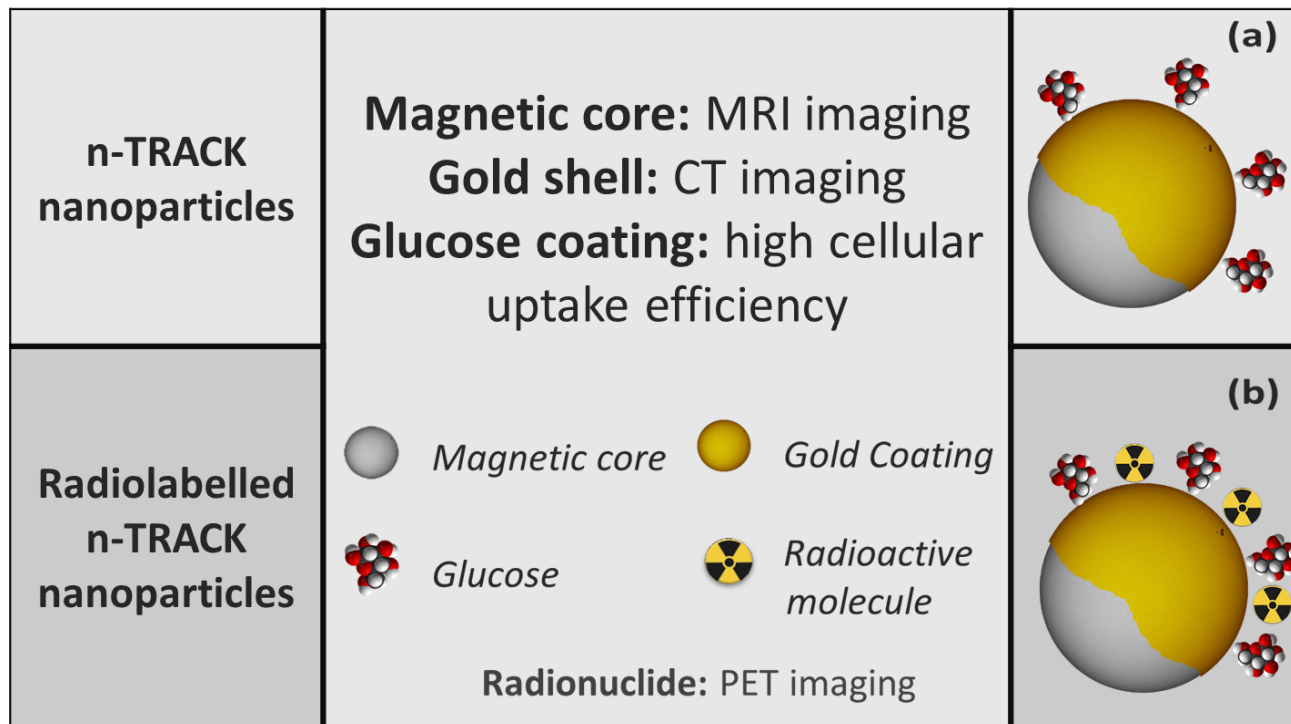 n-TRACK
nanoparticles
Magnetic core: MRI imaging
Gold shell: CT imaging
Glucose coating: high cellular
uptake efficiency
(a)
Radiolabelled
n-TRACK
nanoparticles
Magnetic core
Gold Coating
Glucose
Radioactive
molecule
Radionuclide: PET imaging
(b)